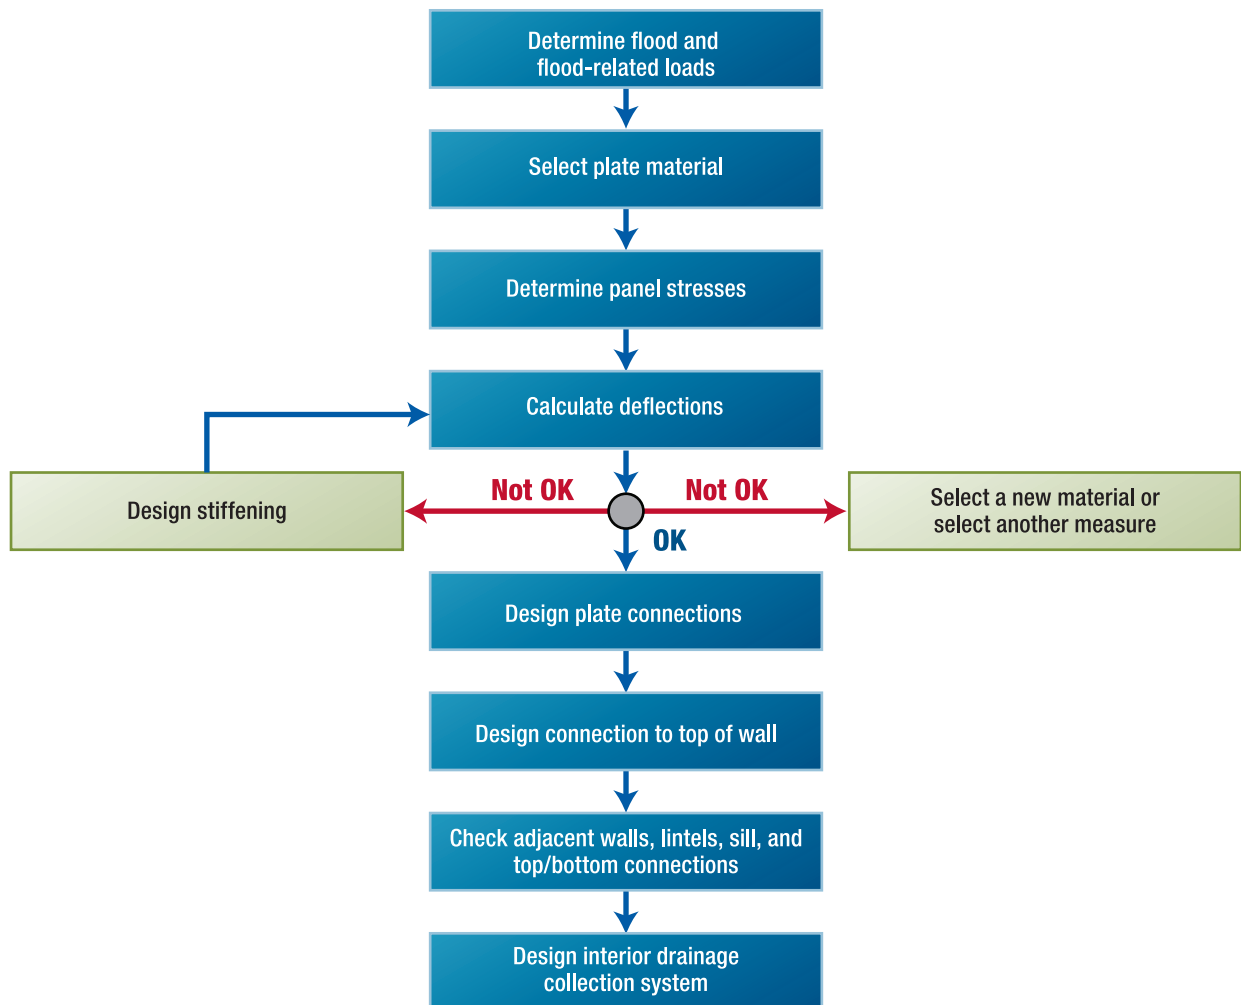 Determine flood and
flood-related loads
Select plate material
Determine panel stresses
Calculate deflections
Not OK
Not OK
Design stiffening
Select a new material or
select another measure
OK
Design plate connections
Design connection to top of wall
Check adjacent walls, lintels, sill, and
top/bottom connections
Design interior drainage
collection system